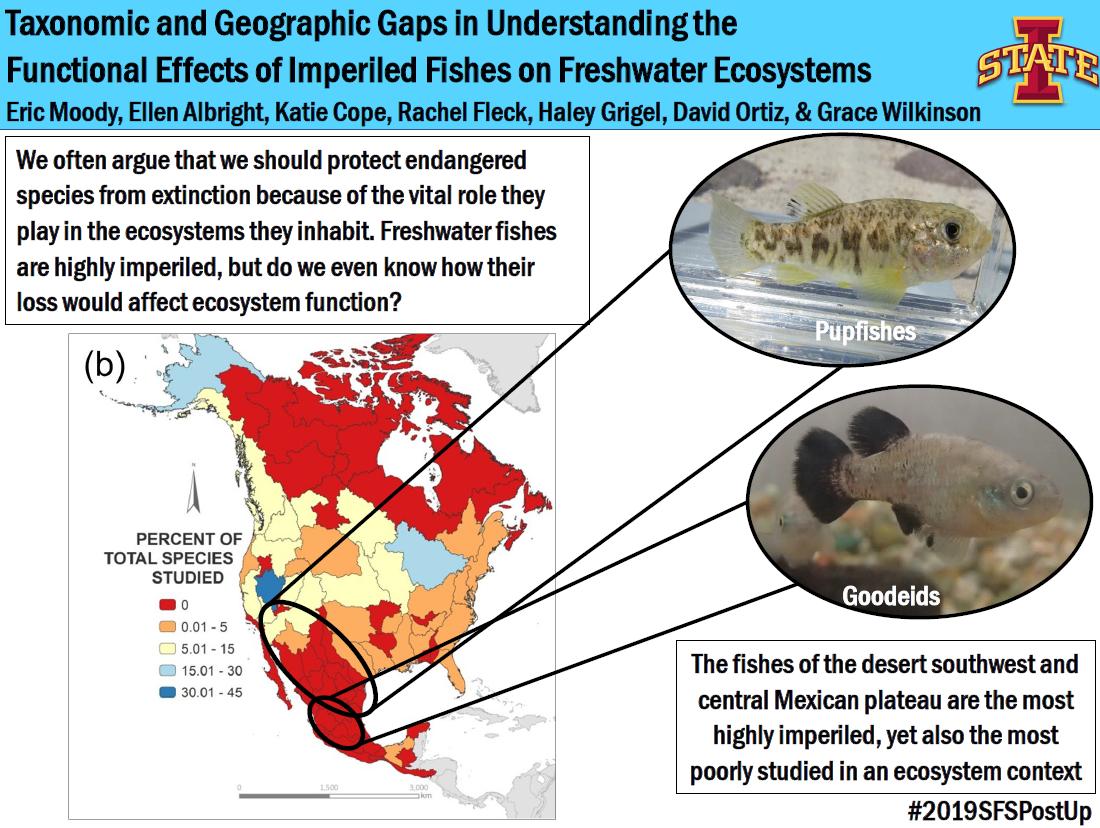 Taxonomic and Geographic Gaps in Understanding the
Functional Effects of Imperiled Fishes on Freshwater Ecosystems
Eric Moody, Ellen Albright, Katie Cope, Rachel Fleck, Haley Grigel, David Ortiz, & Grace Wilkinson
I
STATE
We often argue that we should protect endangered
species from extinction because of the vital role they
play in the ecosystems they inhabit. Freshwater fishes
are highly imperiled, but do we even know how their
loss would affect ecosystem function?
Pupfishes
(b)
N
PERCENT OF
TOTAL SPECIES
STUDIED
0
0.01 - 5
5.01 - 15
15.01 - 30
30.01 - 45
0 1,500 3,000
km
Goodeids
The fishes of the desert southwest and
central Mexican plateau are the most
highly imperiled, yet also the most
poorly studied in an ecosystem context
#2019SFSPostUp